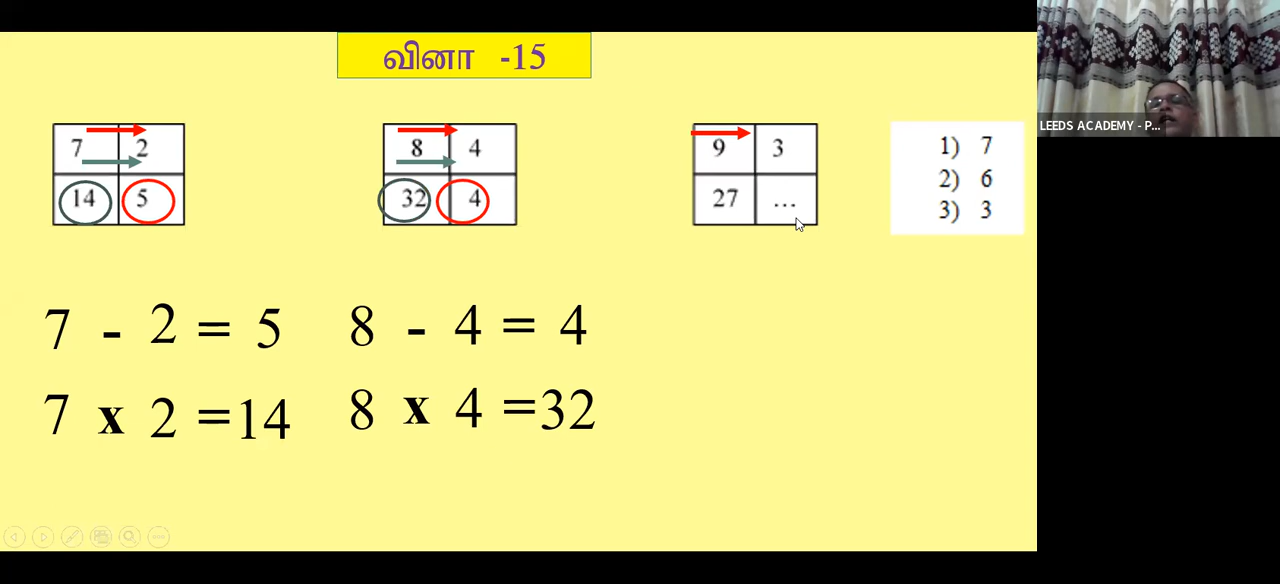 வினா -15
7 2
14 5
8 4
32 4
9 3
27 ...
1) 7
2) 6
3) 3
7 - 2 = 5
7 x 2 =14
8 - 4 = 4
8 x 4 =32
LEEDS ACADEMY - P...